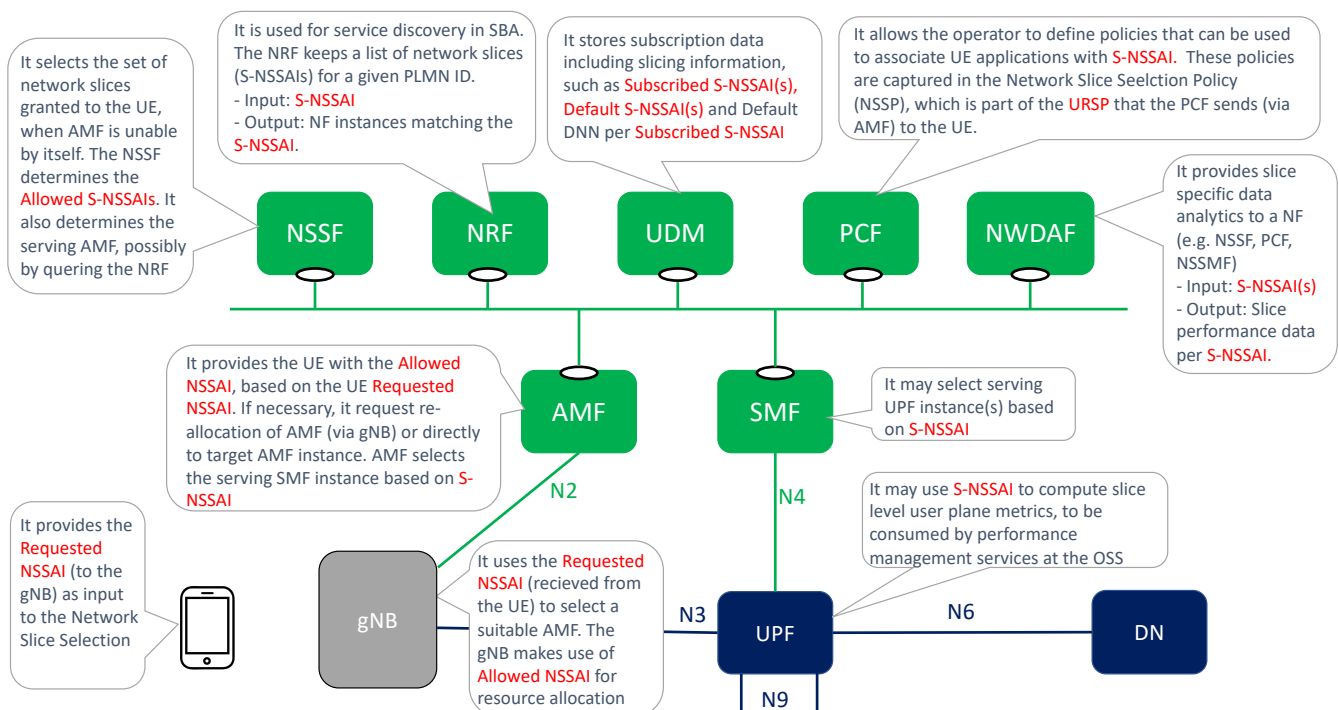 It selects the set of
network slices
granted to the UE,
when AMF is unable
by itself. The NSSF
determines the
Allowed S-NSSAIs. It
also determines the
serving AMF, possibly
by quering the NRF
It is used for service discovery in SBA.
The NRF keeps a list of network slices
(S-NSSAIs) for a given PLMN ID.
- Input: S-NSSAI
- Output: NF instances matching the
S-NSSAI.
It stores subscription data
including slicing information,
such as Subscribed S-NSSAI(s),
Default S-NSSAI(s) and Default
DNN per Subscribed S-NSSAI
It allows the operator to define policies that can be used
to associate UE applications with S-NSSAI. These policies
are captured in the Network Slice Seelction Policy
(NSSP), which is part of the URSP that the PCF sends (via
AMF) to the UE.
It provides slice
specific data
analytics to a NF
(e.g. NSSF, PCF,
NSSMF)
- Input: S-NSSAI(s)
- Output: Slice
performance data
per S-NSSAI.
NSSF
NRF
UDM
PCF
NWDAF
It provides the UE with the Allowed
NSSAI, based on the UE Requested
NSSAI. If necessary, it request re-
allocation of AMF (via gNB) or directly
to target AMF instance. AMF selects
the serving SMF instance based on S-
NSSAI
AMF
SMF
It may select serving
UPF instance(s) based
on S-NSSAI
N2
N4
It may use S-NSSAI to compute slice
level user plane metrics, to be
consumed by performance
management services at the OSS
It provides the
Requested
NSSAI (to the
gNB) as input
to the Network
Slice Selection
gNB
It uses the Requested
NSSAI (recieved from
the UE) to select a
suitable AMF. The
gNB makes use of
Allowed NSSAI for
resource allocation
N3
UPF
N6
DN
N9